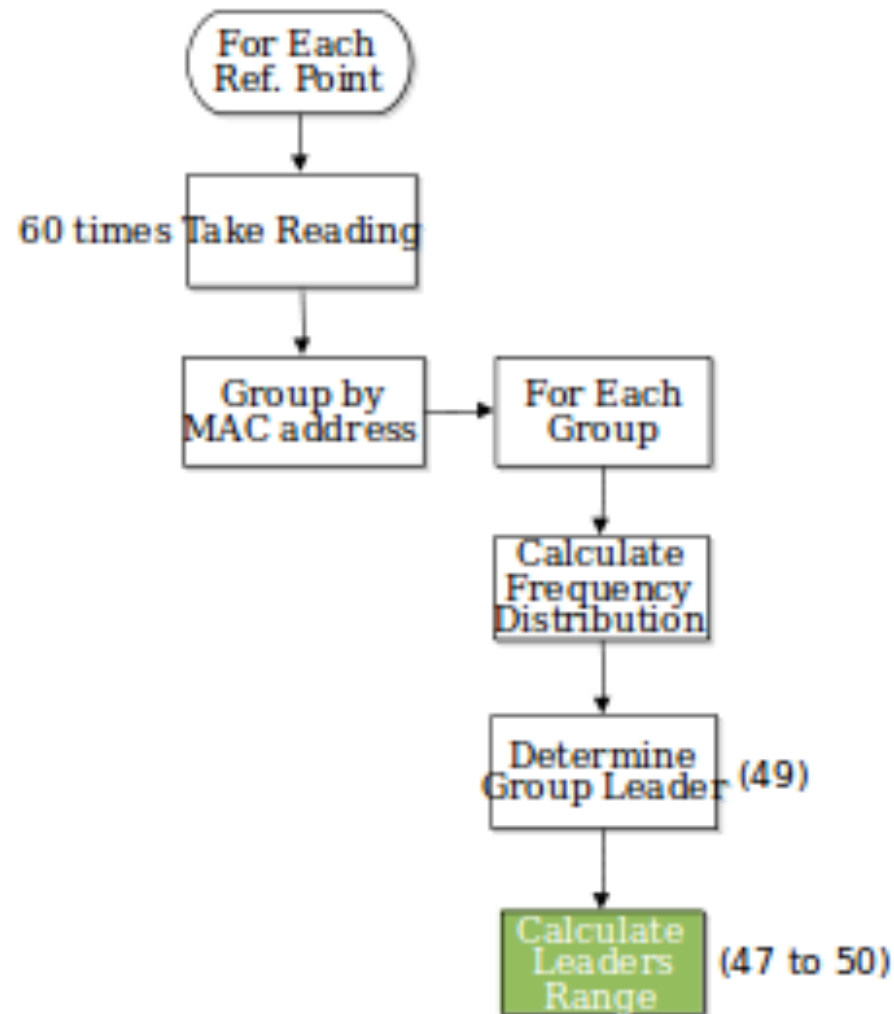 For Each
Ref. Point
60 times Take Reading
Group by
MAC address
For Each
Group
Calculate
Frequency
Distribution
Determine
Group Leader
(49)
Calculate
Leaders
Range
(47 to 50)